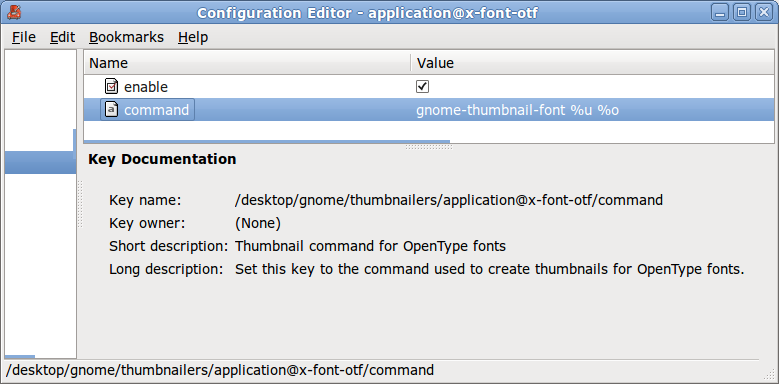 Configuration Editor - application@x-font-otf
File Edit Bookmarks Help
Name Value
enable
command gnome-thumbnail-font %u %o
Key Documentation
Key name: /desktop/gnome/thumbnailers/application@x-font-otf/command
Key owner: (None)
Short description: Thumbnail command for OpenType fonts
Long description: Set this key to the command used to create thumbnails for OpenType fonts.
/desktop/gnome/thumbnailers/application@x-font-otf/command